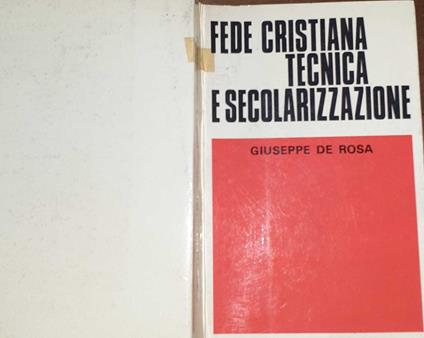 FEDE CRISTIANA
TECNICA
E SECOLARIZZAZIONE
GIUSEPPE DE ROSA